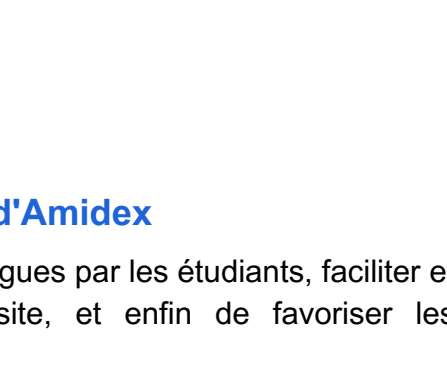 d'Amidex
gues par les étudiants, faciliter e
site, et enfin de favoriser les